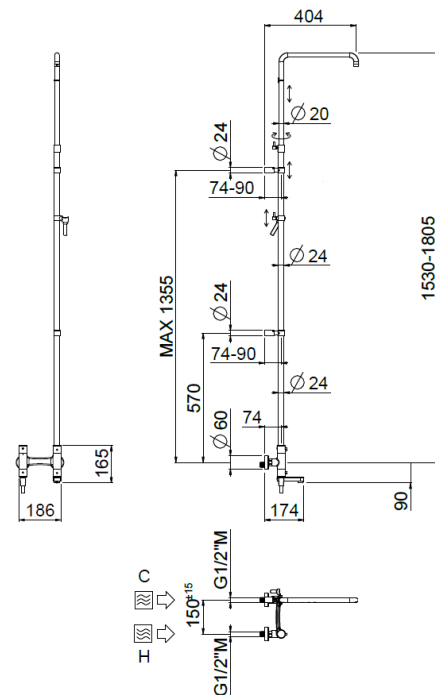 404
Ø 20
Ø 24
74-90
Ø 24
MAX 1355
1530-1805
Ø 24
74-90
570
Ø 24
Ø 60
74
165
186
174
90
C
G1/2"M
150±15
H
G1/2"M